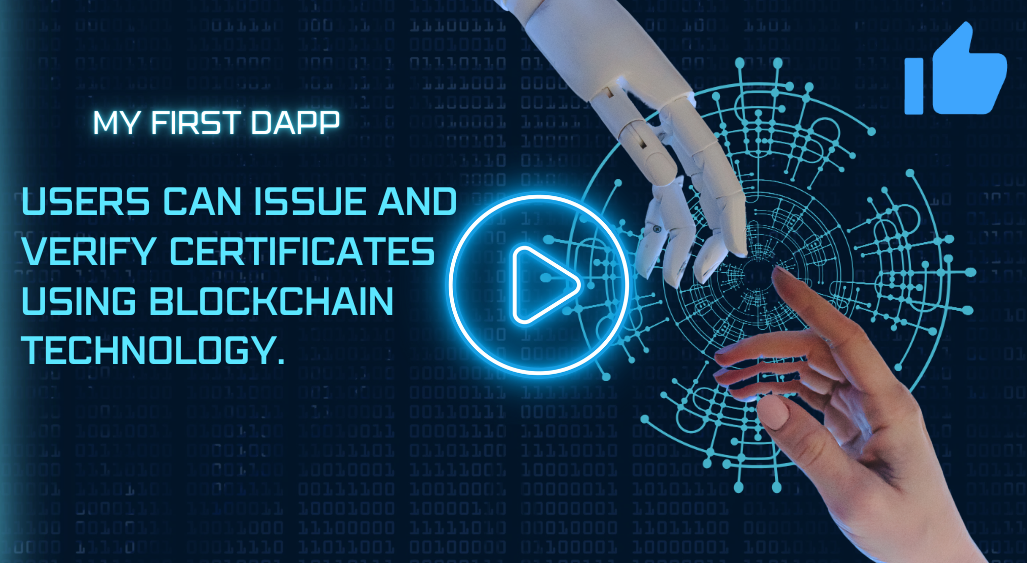 MY FIRST DAPP
USERS CAN ISSUE AND
VERIFY CERTIFICATES
USING BLOCKCHAIN
TECHNOLOGY.